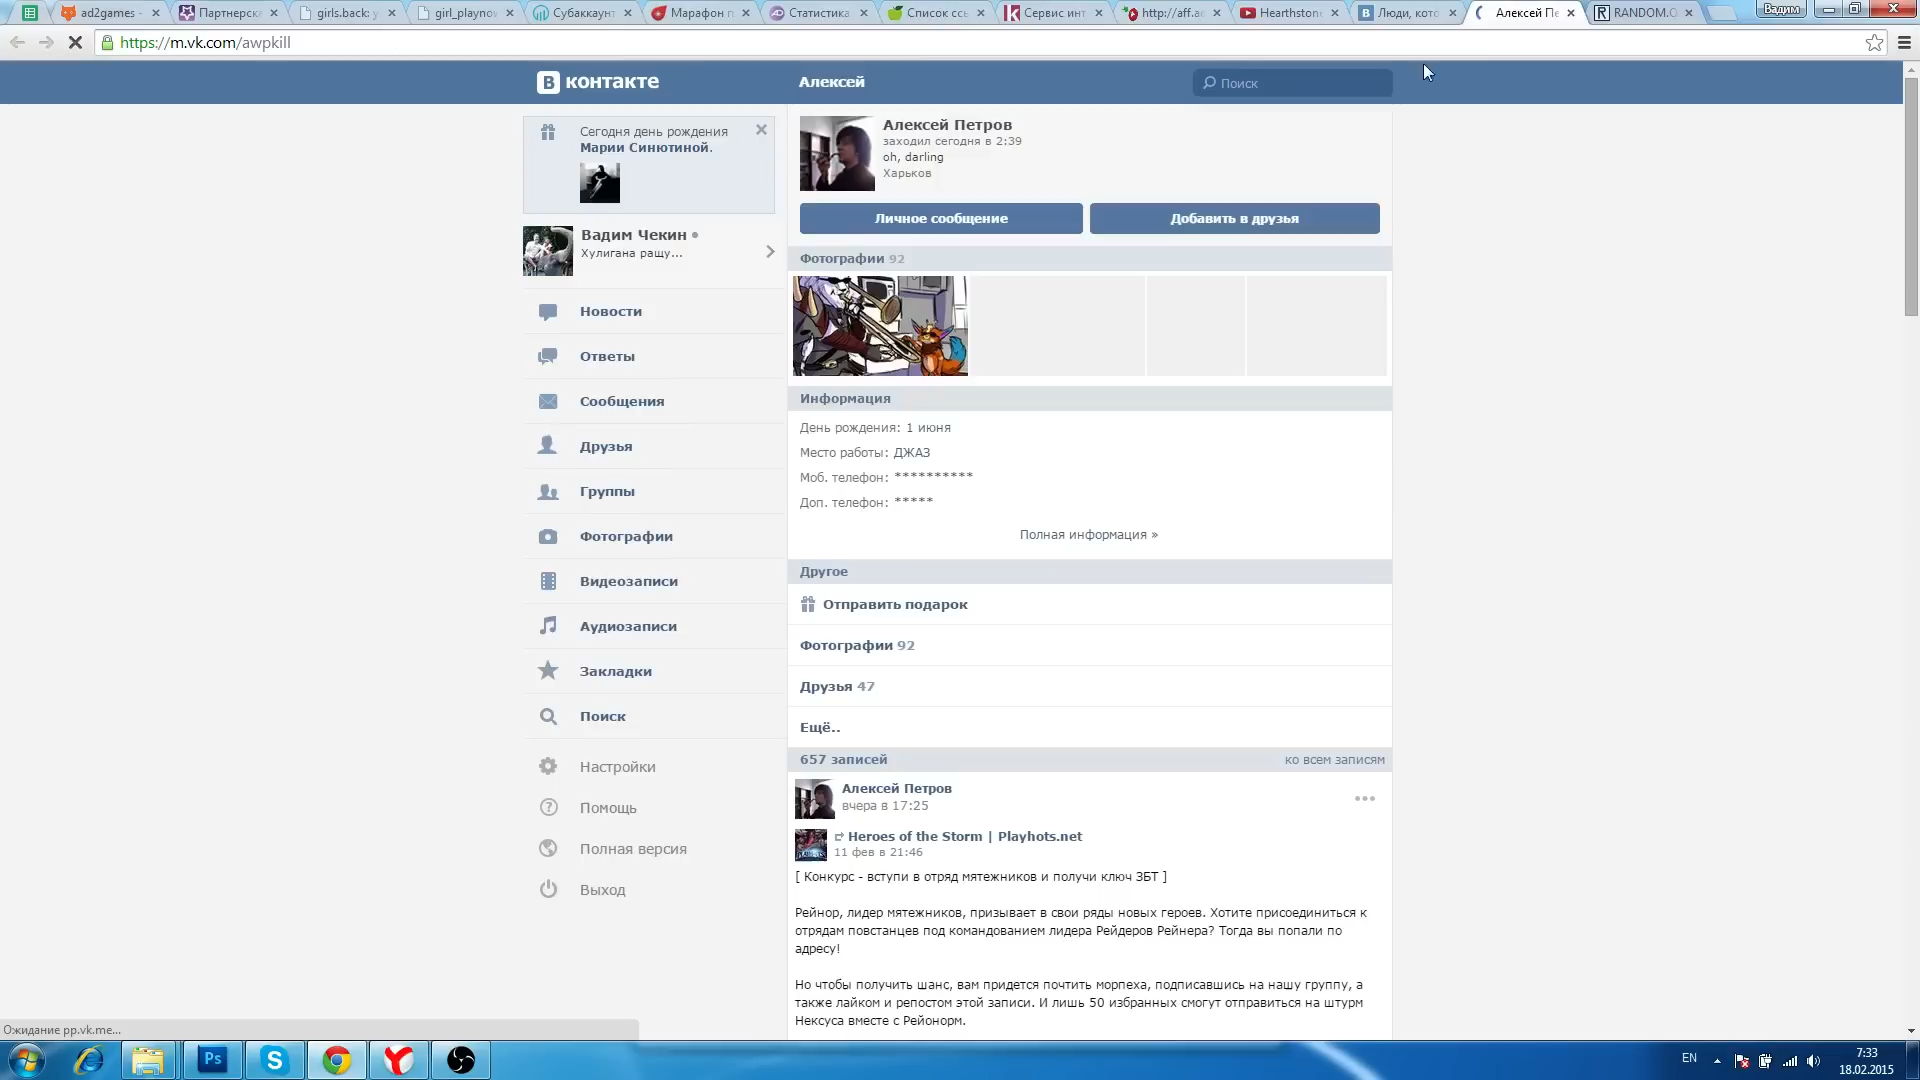 ad2games -
Партнерска
girls.back: у
girl_playnow
Субаккаунт
Марафон п
Статистика
Список ссы
Сервис инт
http://aff.a
Hearthstone
Люди, кото
Алексей Пе
RANDOM.O
Вадим
https://m.vk.com/awpkill
В контакте
Алексей
Поиск
Сегодня день рождения
Марии Синютиной.
Вадим Чекин
Хулигана ращу...
Новости
Ответы
Сообщения
Друзья
Группы
Фотографии
Видеозаписи
Аудиозаписи
Закладки
Поиск
Настройки
Помощь
Полная версия
Выход
Алексей Петров
заходил сегодня в 2:39
oh, darling
Харьков
Личное сообщение
Добавить в друзья
Фотографии 92
Информация
День рождения: 1 июня
Место работы: ДЖАЗ
Моб. телефон: **********
Доп. телефон: *****
Полная информация »
Другое
Отправить подарок
Фотографии 92
Друзья 47
Ещё..
657 записей
ко всем записям
Алексей Петров
вчера в 17:25
Heroes of the Storm | Playhots.net
11 фев в 21:46
[ Конкурс - вступи в отряд мятежников и получи ключ ЗБТ ]
Рейнор, лидер мятежников, призывает в свои ряды новых героев. Хотите присоединиться к
отрядам повстанцев под командованием лидера Рейдеров Рейнера? Тогда вы попали по
адресу!
Но чтобы получить шанс, вам придется почтить морпеха, подписавшись на нашу группу, а
также лайком и репостом этой записи. И лишь 50 избранных смогут отправиться на штурм
Нексуса вместе с Рейонорм.
Ожидание pp.vk.me...
Ps
EN
7:33
18.02.2015